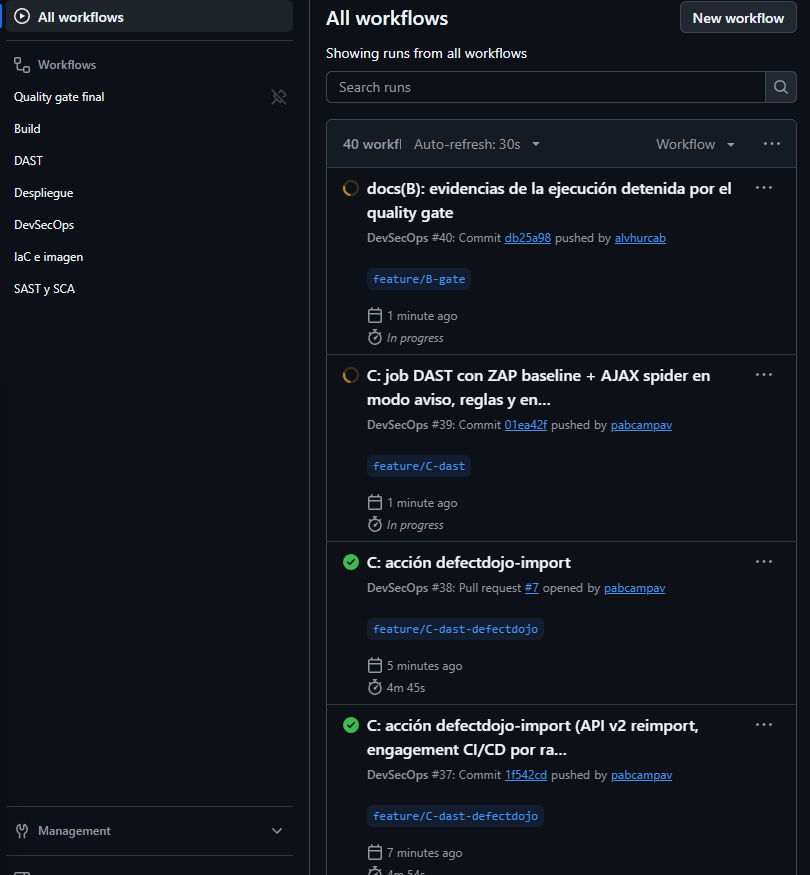 All workflows
Workflows
Quality gate final
Build
DAST
Despliegue
DevSecOps
IaC e imagen
SAST y SCA
Management
All workflows
New workflow
Showing runs from all workflows
Search runs
40 workfl
Auto-refresh: 30s
Workflow
docs(B): evidencias de la ejecución detenida por el
quality gate
DevSecOps #40: Commit db25a98 pushed by alvhurcab
feature/B-gate
1 minute ago
In progress
C: job DAST con ZAP baseline + AJAX spider en
modo aviso, reglas y en...
DevSecOps #39: Commit 01ea42f pushed by pabcampav
feature/C-dast
1 minute ago
In progress
C: acción defectdojo-import
DevSecOps #38: Pull request #7 opened by pabcampav
feature/C-dast-defectdojo
5 minutes ago
4m 45s
C: acción defectdojo-import (API v2 reimport,
engagement CI/CD por ra...
DevSecOps #37: Commit 1f542cd pushed by pabcampav
feature/C-dast-defectdojo
7 minutes ago
4m 54s